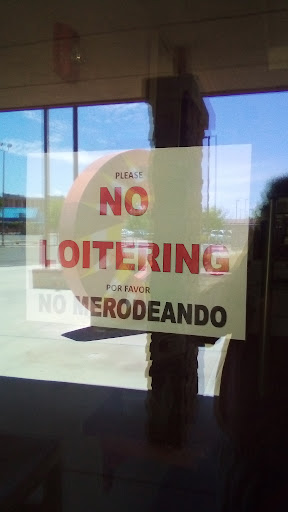 PLEASE
NO
LOITERING
POR FAVOR
NO MERODEANDO